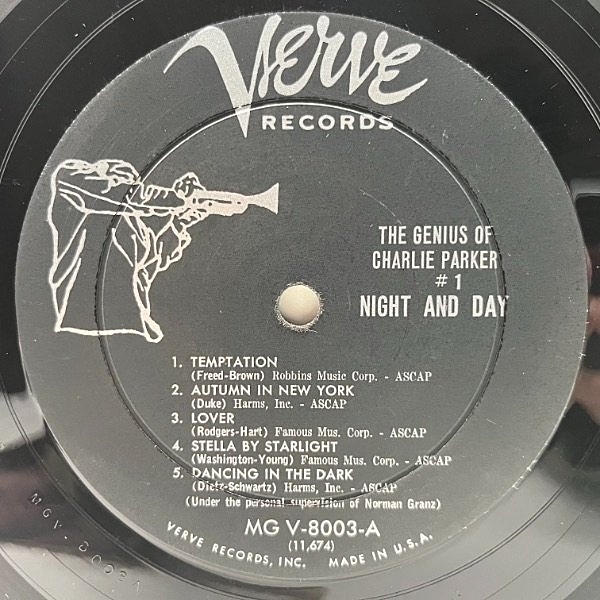 Verve
RECORDS
THE GENIUS OF
CHARLIE PARKER
# 1
NIGHT AND DAY
1. TEMPTATION
(Freed-Brown) Robbins Music Corp. - ASCAP
2. AUTUMN IN NEW YORK
(Duke) Harms, Inc. - ASCAP
3. LOVER
(Rodgers-Hart) Famous Mus. Corp. - ASCAP
4. STELLA BY STARLIGHT
(Washington-Young) Famous Mus. Corp. - ASCAP
5. DANCING IN THE DARK
(Dietz-Schwartz) Harms, Inc. - ASCAP
(Under the personal supervision of Norman Granz)
MG V-8003-A
(11,674)
VERVE RECORDS, INC. MADE IN U.S.A.